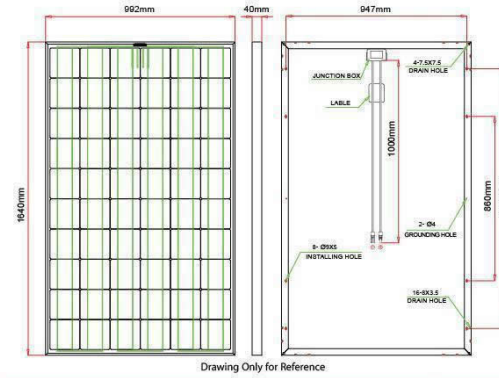 992mm
40mm
947mm
JUNCTION BOX
4-7.5X7.5
DRAIN HOLE
LABLE
1000mm
860mm
1640mm
2- Ø4
GROUNDING HOLE
8- Ø9X5
INSTALLING HOLE
16-8X3.5
DRAIN HOLE
Drawing Only for Reference